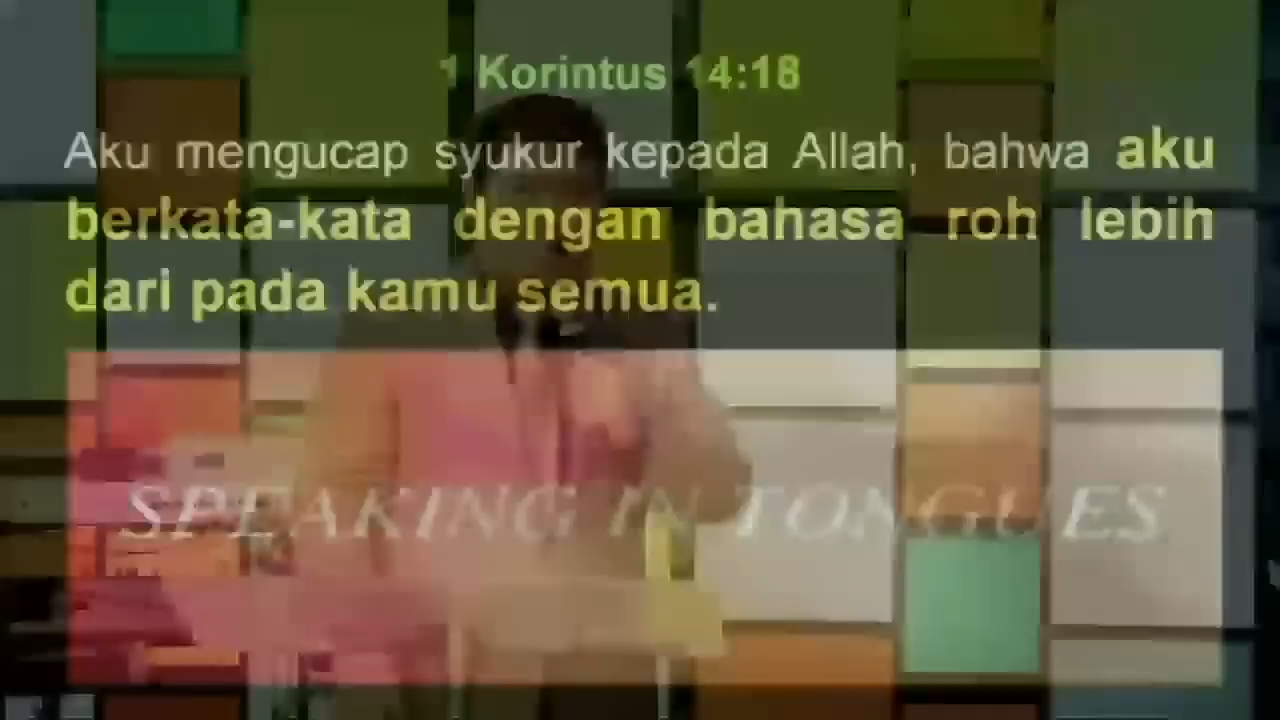 1 Korintus 14:18
Aku mengucap syukur kepada Allah, bahwa aku
berkata-kata dengan bahasa roh lebih
dari pada kamu semua.
SPEAKING IN TONGUES